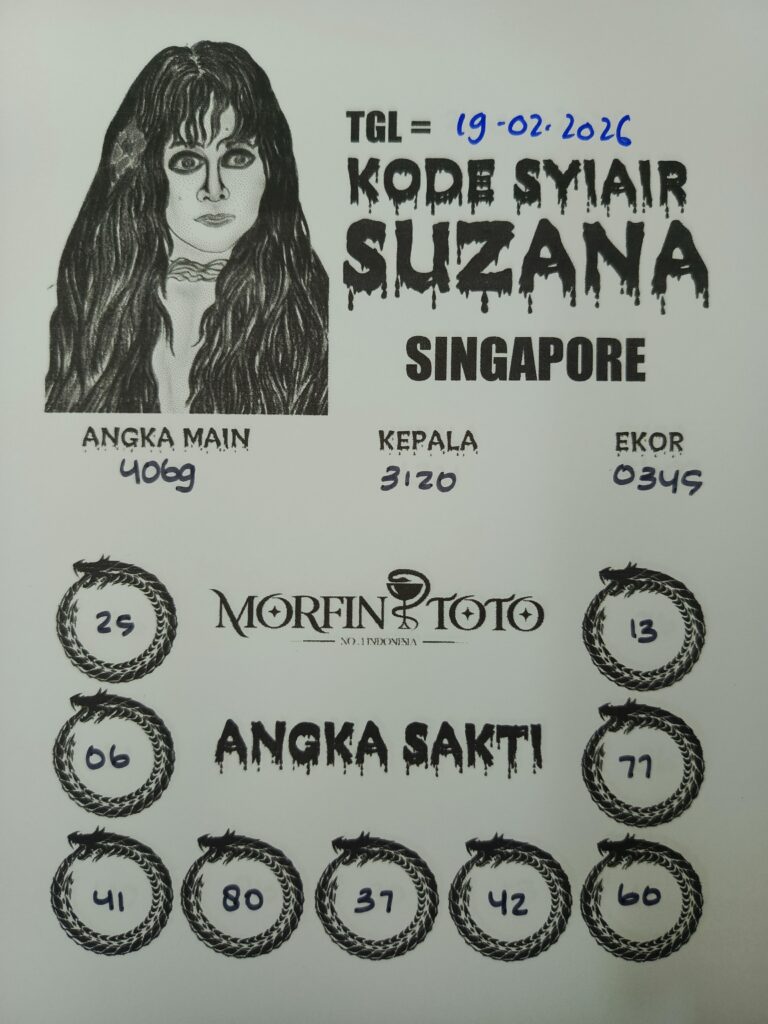 TGL = 19-02-2026
KODE SYIAIR
SUZANA
SINGAPORE
ANGKA MAIN KEPALA EKOR
4069 3120 0345
25 MORFIN TOTO 13
NO.1 INDONESIA
06 ANGKA SAKTI 77
41 80 37 42 60